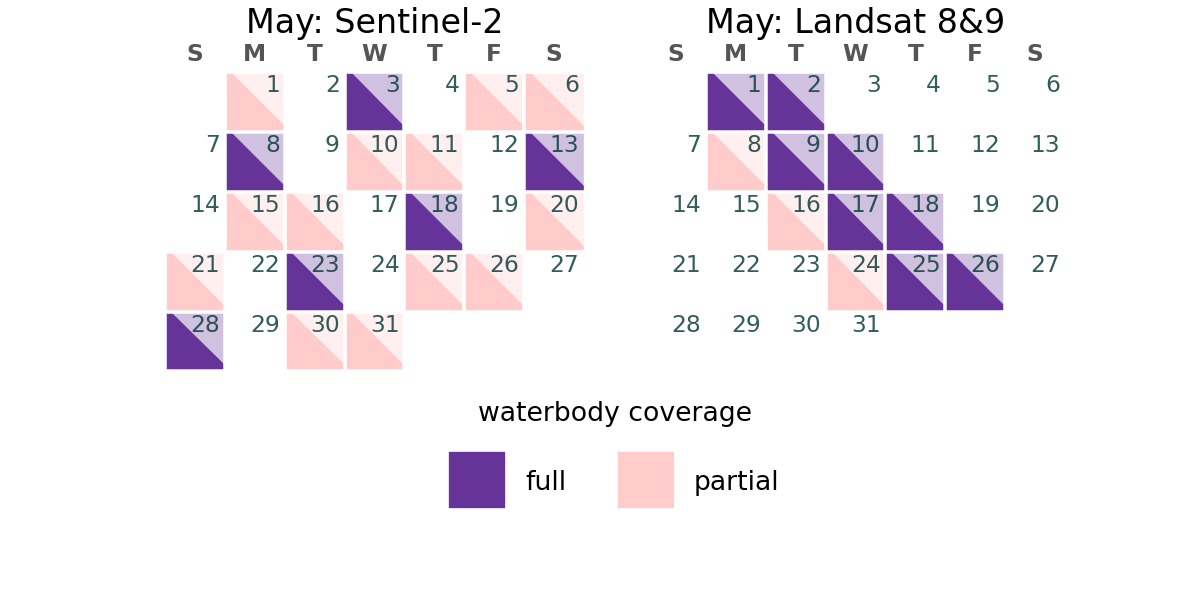 May: Sentinel-2
S M T W T F S
1 2 3 4 5 6
7 8 9 10 11 12 13
14 15 16 17 18 19 20
21 22 23 24 25 26 27
28 29 30 31
May: Landsat 8&9
S M T W T F S
1 2 3 4 5 6
7 8 9 10 11 12 13
14 15 16 17 18 19 20
21 22 23 24 25 26 27
28 29 30 31
waterbody coverage
full partial